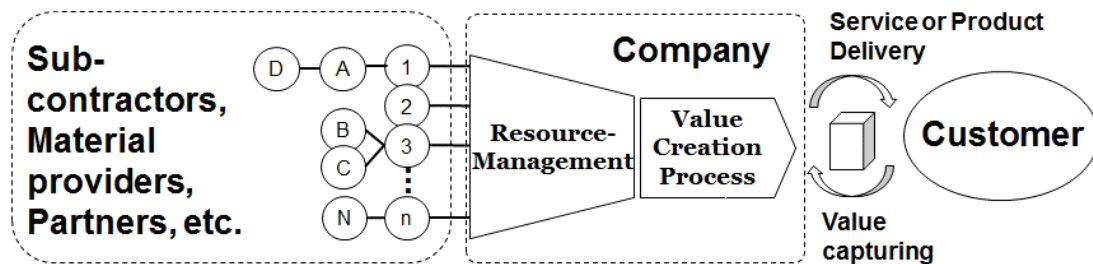 Sub-
contractors,
Material
providers,
Partners, etc.
D
A
1
2
B
C
3
N
n
Company
Resource-
Management
Value
Creation
Process
Service or Product
Delivery
Customer
Value
capturing